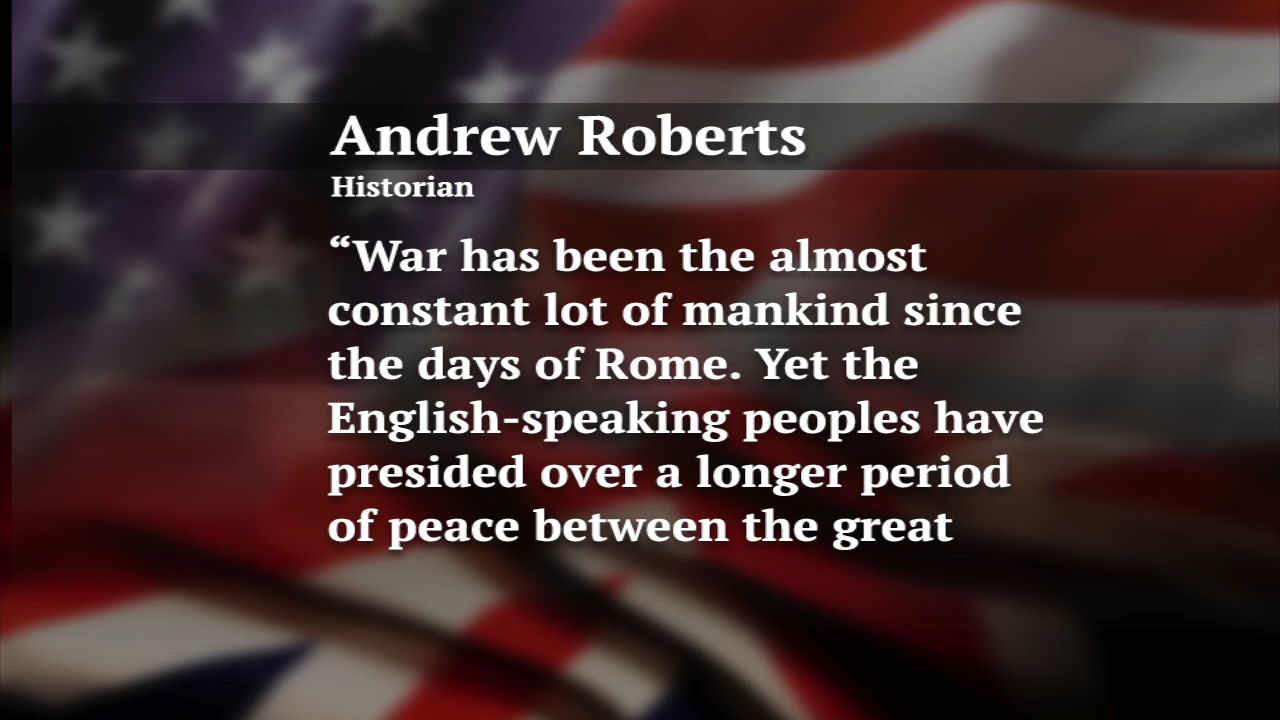 Andrew Roberts
Historian
“War has been the almost
constant lot of mankind since
the days of Rome. Yet the
English-speaking peoples have
presided over a longer period
of peace between the great